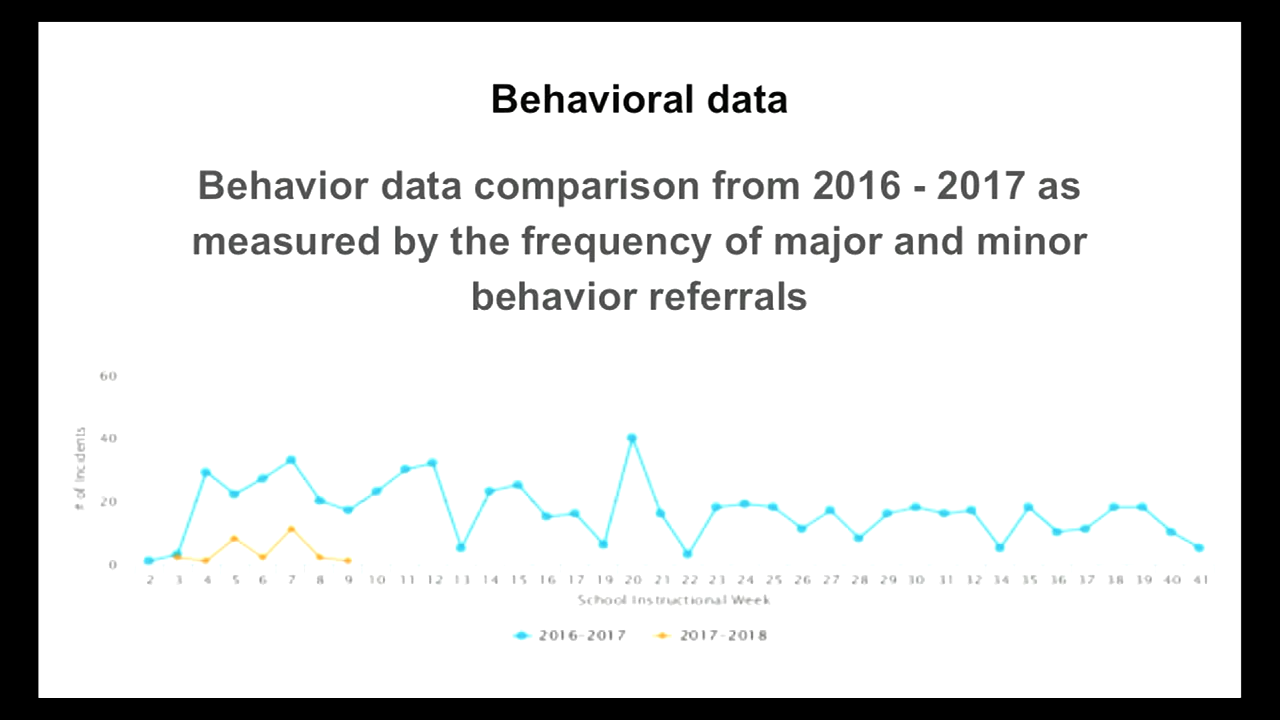 Behavioral data
Behavior data comparison from 2016 - 2017 as
measured by the frequency of major and minor
behavior referrals
60
40
20
0
# of Incidents
2 3 4 5 6 7 8 9 10 11 12 13 14 15 16 17 19 20 21 22 23 24 25 26 27 28 29 30 31 32 34 35 36 37 38 39 40 41
School Instructional Week
2016-2017 2017-2018